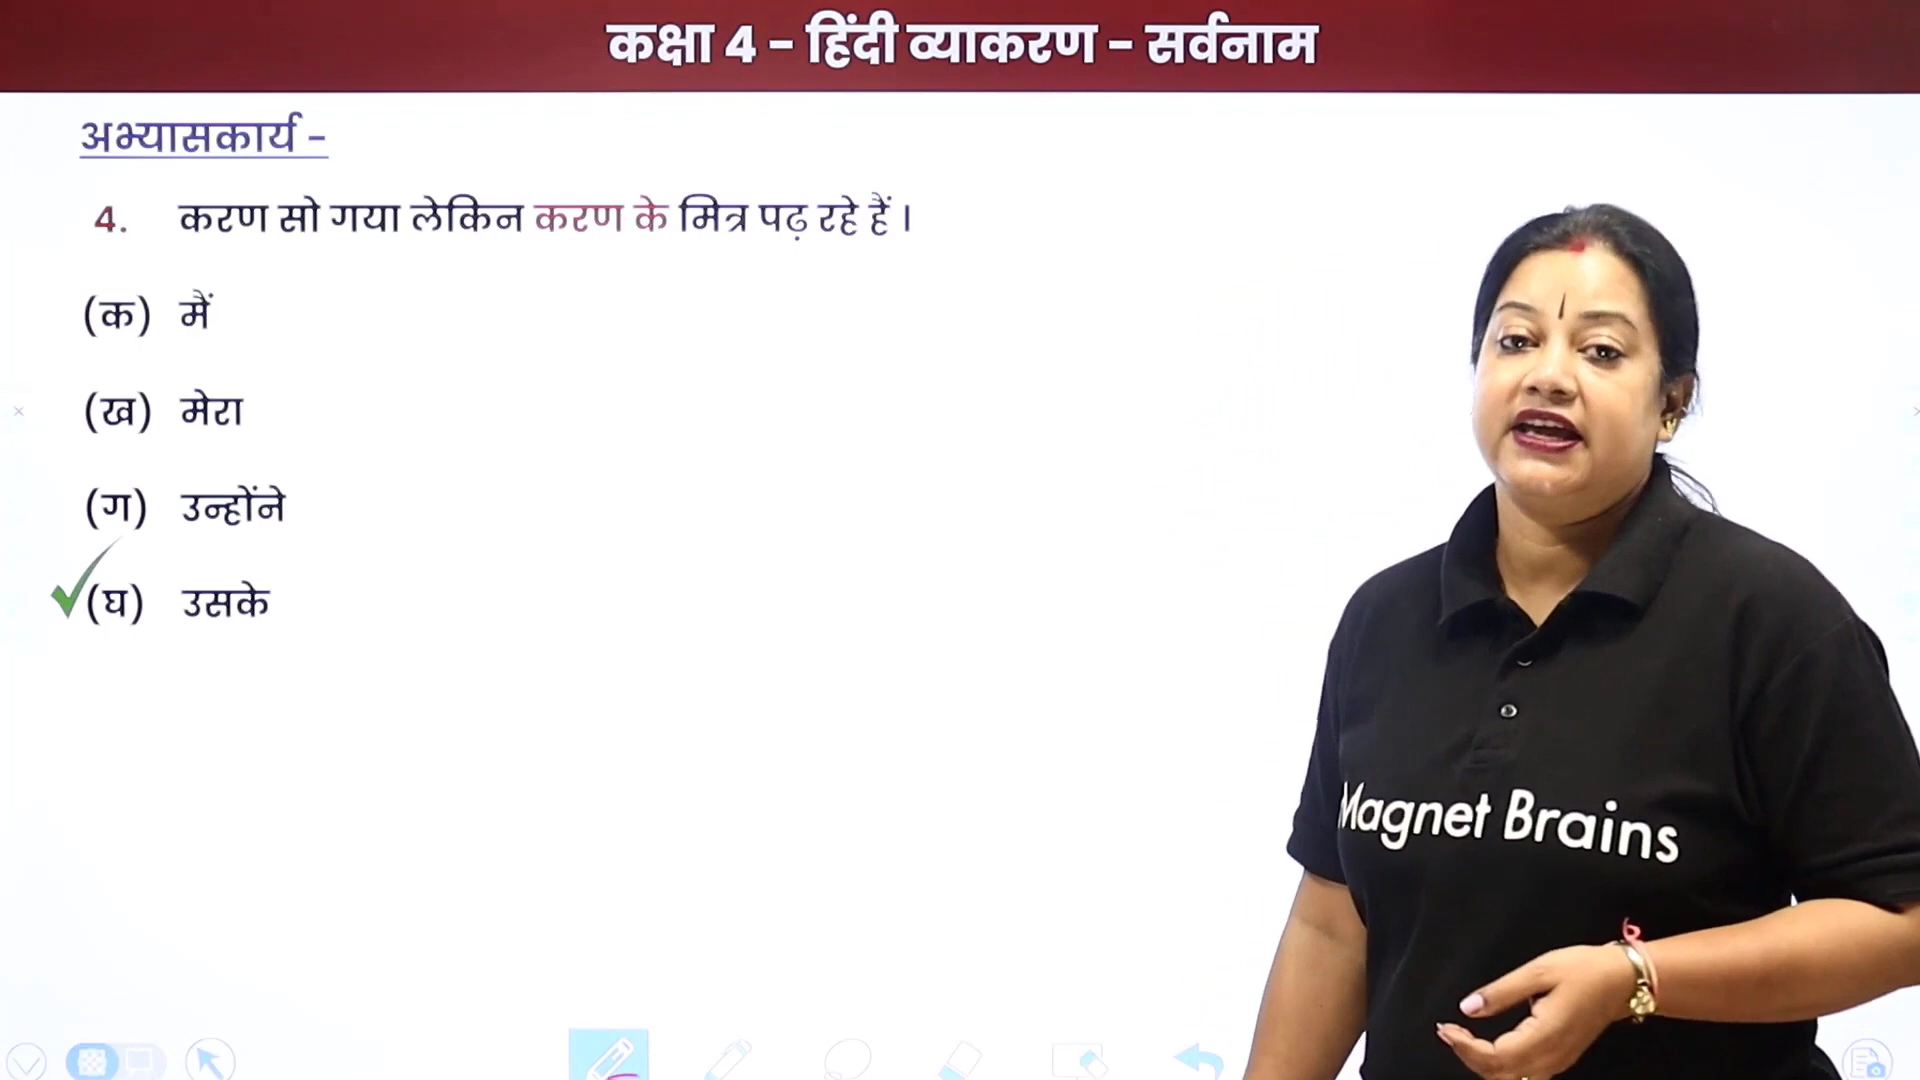 कक्षा 4 - हिंदी व्याकरण - सर्वनाम
अभ्यासकार्य -
4. करण सो गया लेकिन करण के मित्र पढ़ रहे हैं ।
(क) मैं
(ख) मेरा
(ग) उन्होंने
(घ) उसके
Magnet Brains